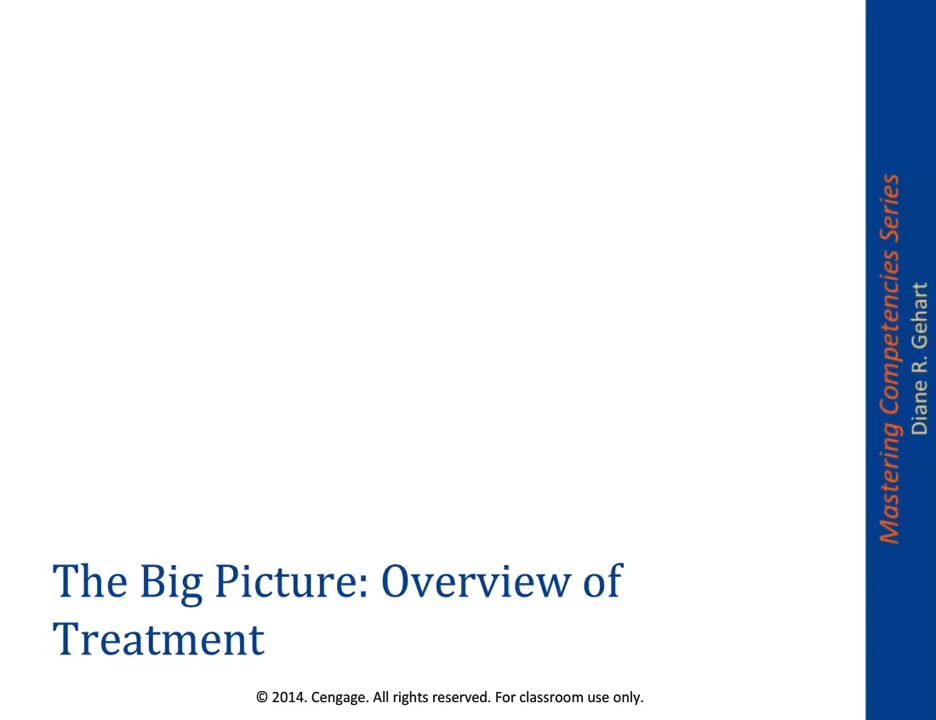 The Big Picture: Overview of
Treatment
© 2014. Cengage. All rights reserved. For classroom use only.
Mastering Competencies Series
Diane R. Gehart